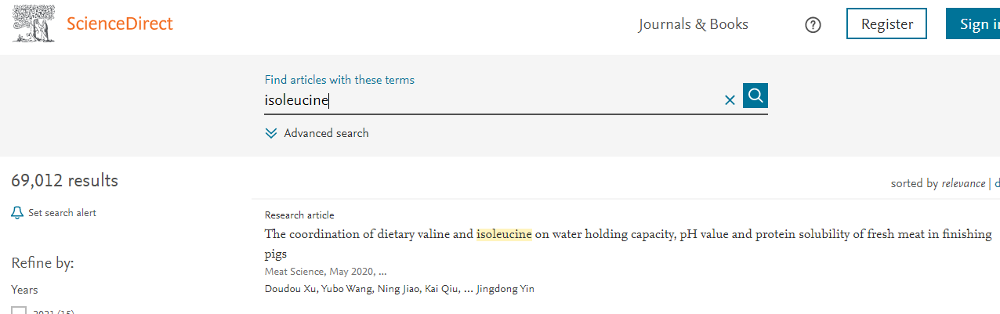 ScienceDirect
Journals & Books
Register
Sign in
Find articles with these terms
isoleucine
Advanced search
69,012 results
sorted by relevance | d
Set search alert
Research article
The coordination of dietary valine and isoleucine on water holding capacity, pH value and protein solubility of fresh meat in finishing
pigs
Meat Science, May 2020, ...
Doudou Xu, Yubo Wang, Ning Jiao, Kai Qiu, ... Jingdong Yin
Refine by:
Years
2021 (15)